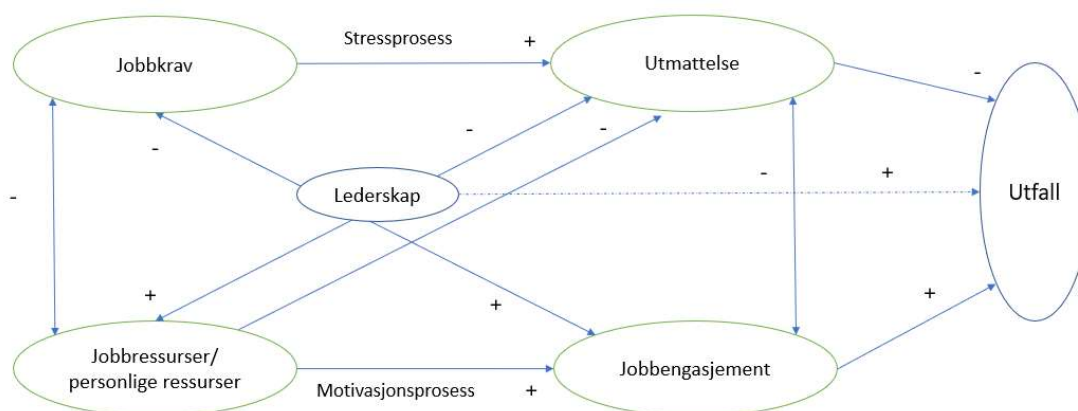 Stressprosess
+
Jobbkrav
Utmattelse
-
-
-
-
Lederskap
-
+
Utfall
-
+
+
+
Jobbressurser/
personlige ressurser
Jobbengasjement
Motivasjonsprosess
+